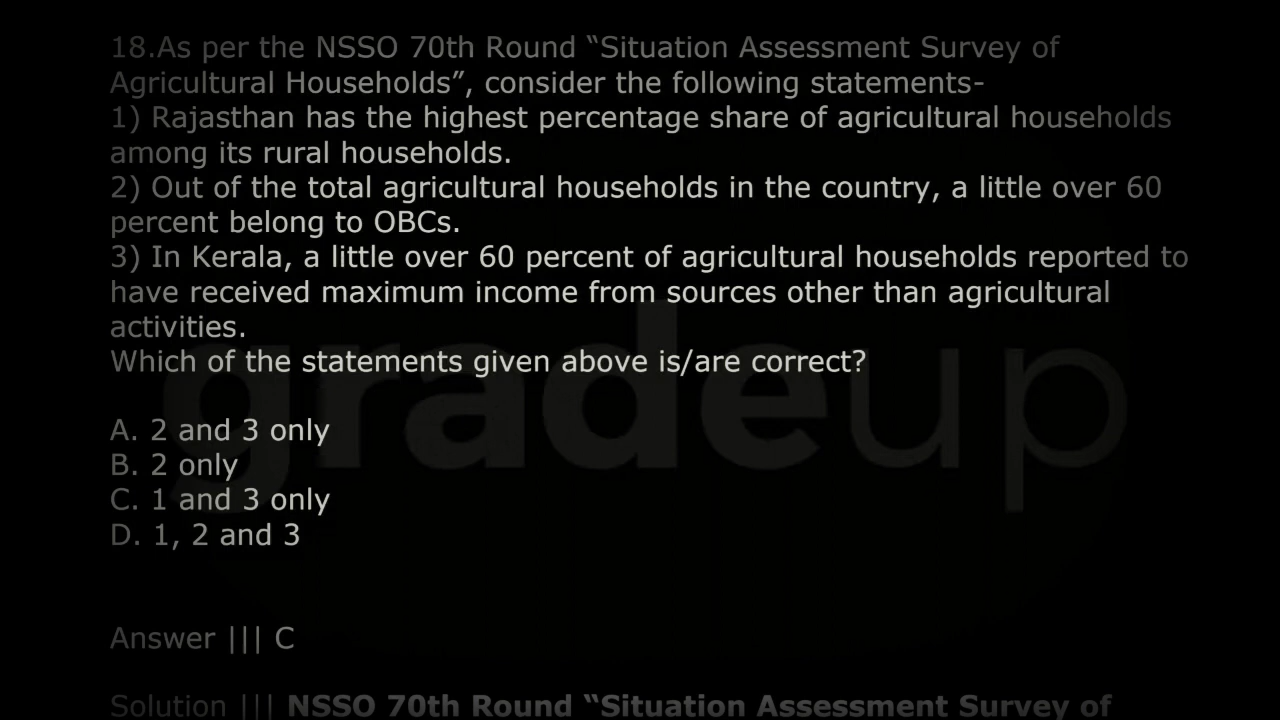 18.As per the NSSO 70th Round “Situation Assessment Survey of
Agricultural Households”, consider the following statements-
1) Rajasthan has the highest percentage share of agricultural households
among its rural households.
2) Out of the total agricultural households in the country, a little over 60
percent belong to OBCs.
3) In Kerala, a little over 60 percent of agricultural households reported to
have received maximum income from sources other than agricultural
activities.
Which of the statements given above is/are correct?
gradeup
A. 2 and 3 only
B. 2 only
C. 1 and 3 only
D. 1, 2 and 3
Answer ||| C
Solution ||| NSSO 70th Round “Situation Assessment Survey of